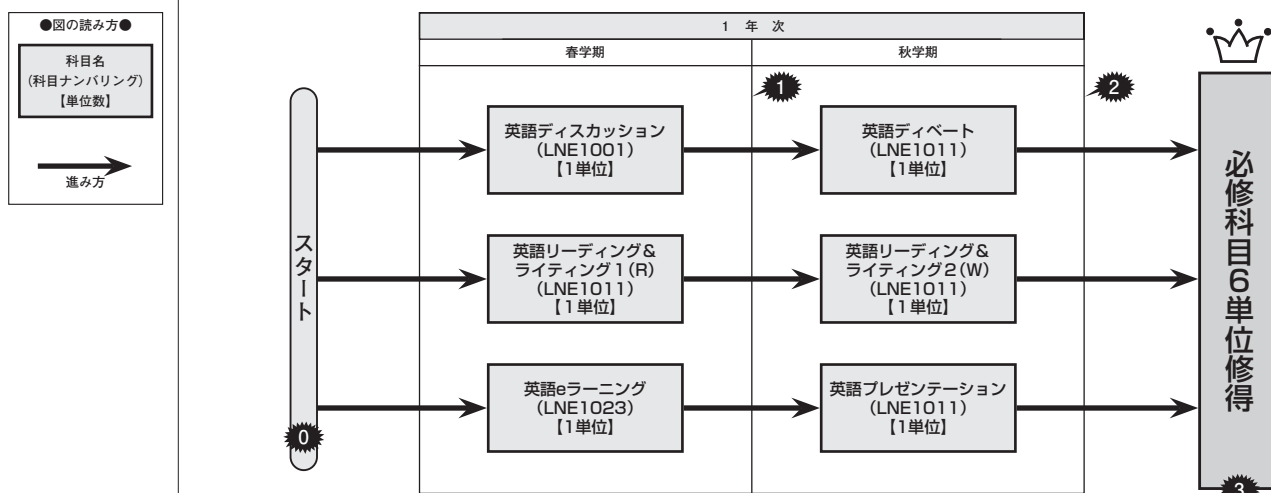 ●図の読み方●
科目名
(科目ナンバリング)
【単位数】
進み方
1 年 次
春学期
秋学期
1
2
スタート
0
英語ディスカッション
(LNE1001)
【1単位】
英語ディベート
(LNE1011)
【1単位】
英語リーディング&
ライティング1(R)
(LNE1011)
【1単位】
英語リーディング&
ライティング2(W)
(LNE1011)
【1単位】
英語eラーニング
(LNE1023)
【1単位】
英語プレゼンテーション
(LNE1011)
【1単位】
必修科目6単位修得
3